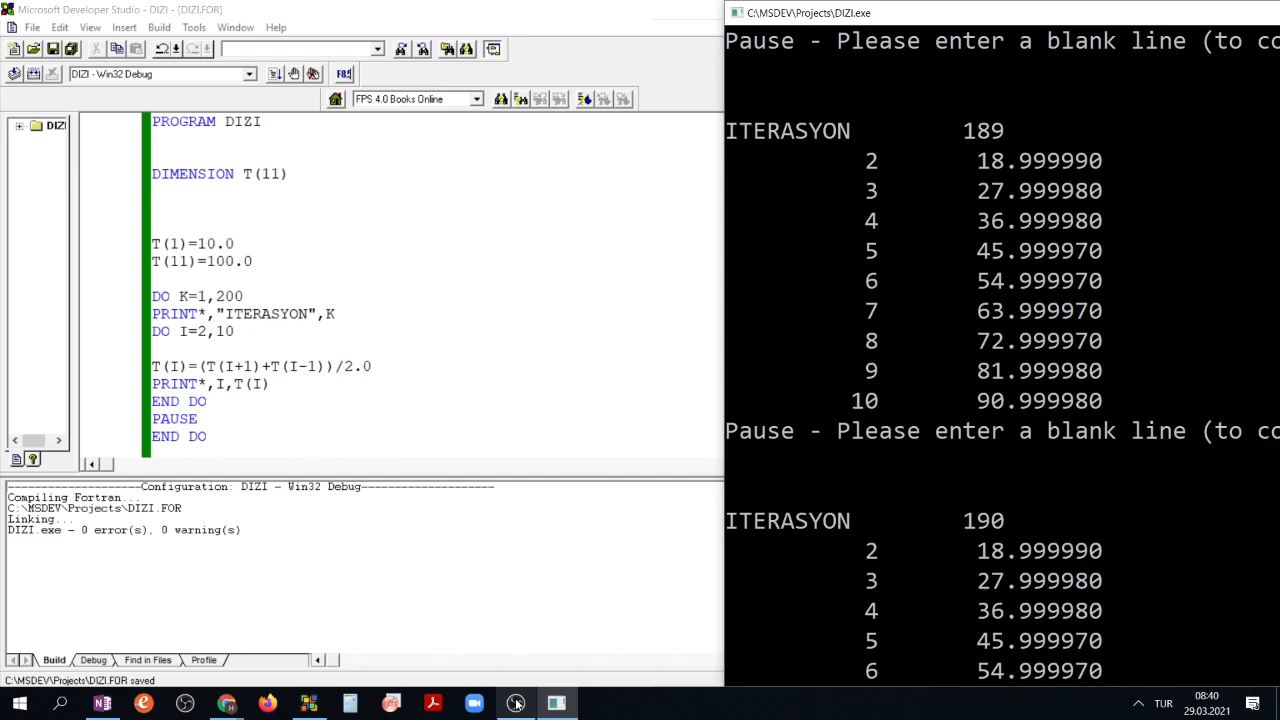 Microsoft Developer Studio - DIZI - [DIZI.FOR]
File Edit View Insert Build Tools Window Help
DIZI - Win32 Debug
FPS 4.0 Books Online
DIZI
PROGRAM DIZI
DIMENSION T(11)
T(1)=10.0
T(11)=100.0
DO K=1,200
PRINT*,"ITERASYON",K
DO I=2,10
T(I)=(T(I+1)+T(I-1))/2.0
PRINT*,I,T(I)
END DO
PAUSE
END DO
--------------------Configuration: DIZI - Win32 Debug--------------------
Compiling Fortran...
C:\MSDEV\Projects\DIZI.FOR
Linking...
DIZI.exe - 0 error(s), 0 warning(s)
Build Debug Find in Files Profile
C:\MSDEV\Projects\DIZI.FOR saved
C:\MSDEV\Projects\DIZI.exe
Pause - Please enter a blank line (to co
ITERASYON 189
2 18.999990
3 27.999980
4 36.999980
5 45.999970
6 54.999970
7 63.999970
8 72.999970
9 81.999980
10 90.999980
Pause - Please enter a blank line (to co
ITERASYON 190
2 18.999990
3 27.999980
4 36.999980
5 45.999970
6 54.999970
TUR
08:40
29.03.2021